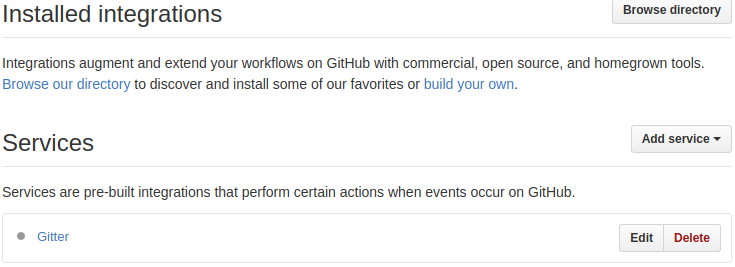 Installed integrations
Browse directory
Integrations augment and extend your workflows on GitHub with commercial, open source, and homegrown tools.
Browse our directory to discover and install some of our favorites or build your own.
Services
Add service
Services are pre-built integrations that perform certain actions when events occur on GitHub.
Gitter
Edit
Delete